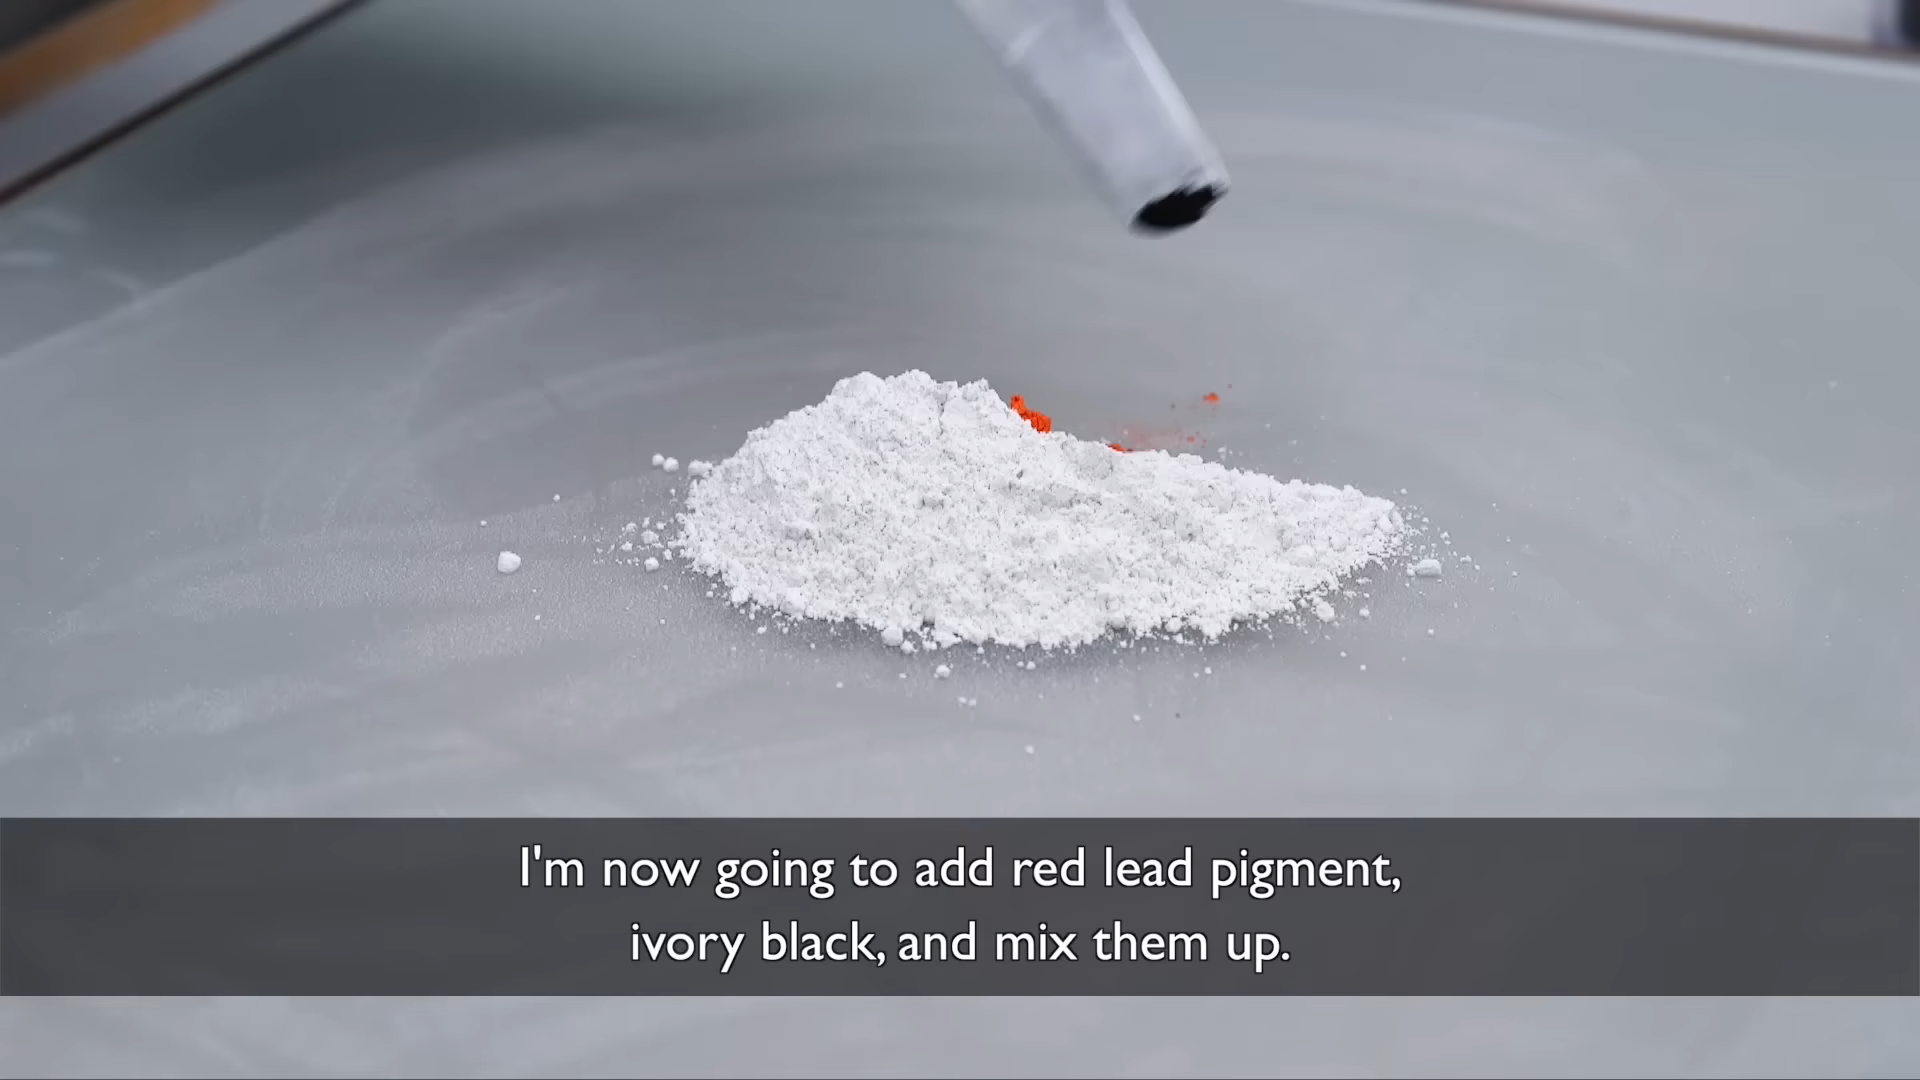 I'm now going to add red lead pigment,
ivory black, and mix them up.